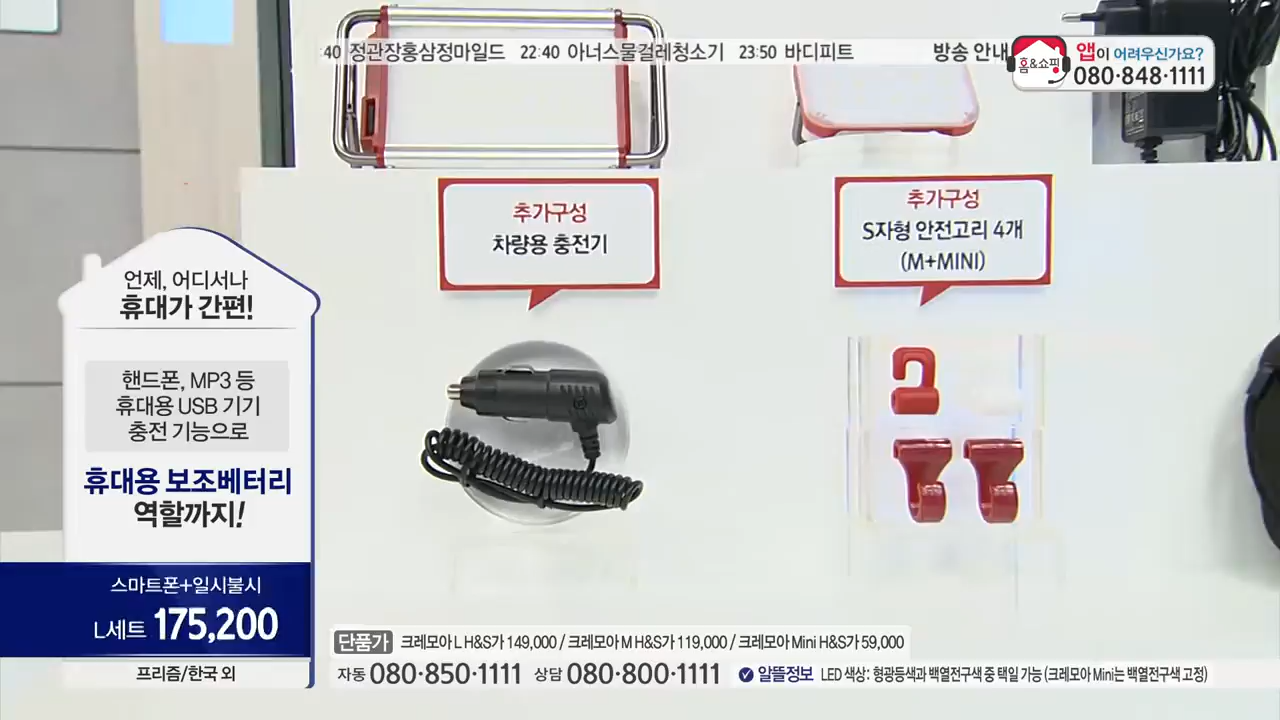 :40 정관장홍삼정마일드 22:40 아너스물걸레청소기 23:50 바디피트 방송 안내
홈&쇼핑
앱이 어려우신가요?
080·848·1111
추가구성
차량용 충전기
추가구성
S자형 안전고리 4개
(M+MINI)
언제, 어디서나
휴대가 간편!
핸드폰, MP3 등
휴대용 USB 기기
충전 기능으로
휴대용 보조베터리
역할까지!
스마트폰+일시불시
L세트 175,200
프리즘/한국 외
단품가 크레모아 L H&S가 149,000 / 크레모아 M H&S가 119,000 / 크레모아 Mini H&S가 59,000
자동 080·850·1111 상담 080·800·1111 알뜰정보 LED 색상: 형광등색과 백열전구색 중 택일 가능 (크레모아 Mini는 백열전구색 고정)